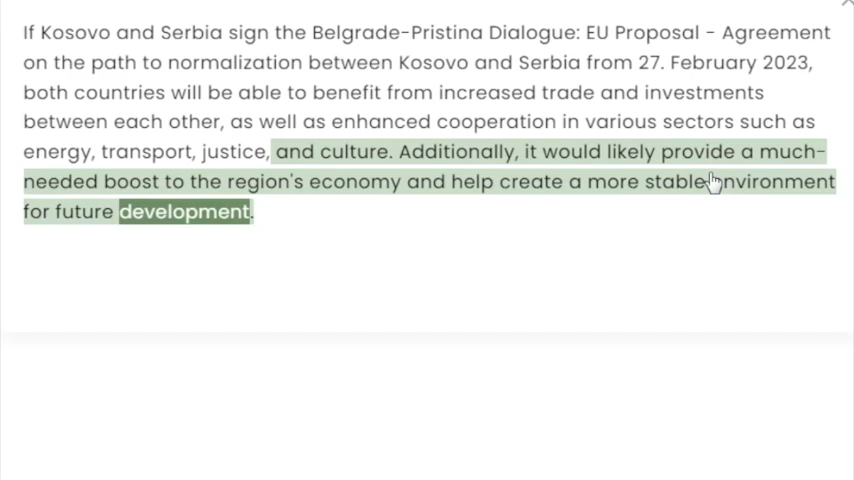 If Kosovo and Serbia sign the Belgrade-Pristina Dialogue: EU Proposal - Agreement
on the path to normalization between Kosovo and Serbia from 27. February 2023,
both countries will be able to benefit from increased trade and investments
between each other, as well as enhanced cooperation in various sectors such as
energy, transport, justice, and culture. Additionally, it would likely provide a much-
needed boost to the region's economy and help create a more stable environment
for future development.